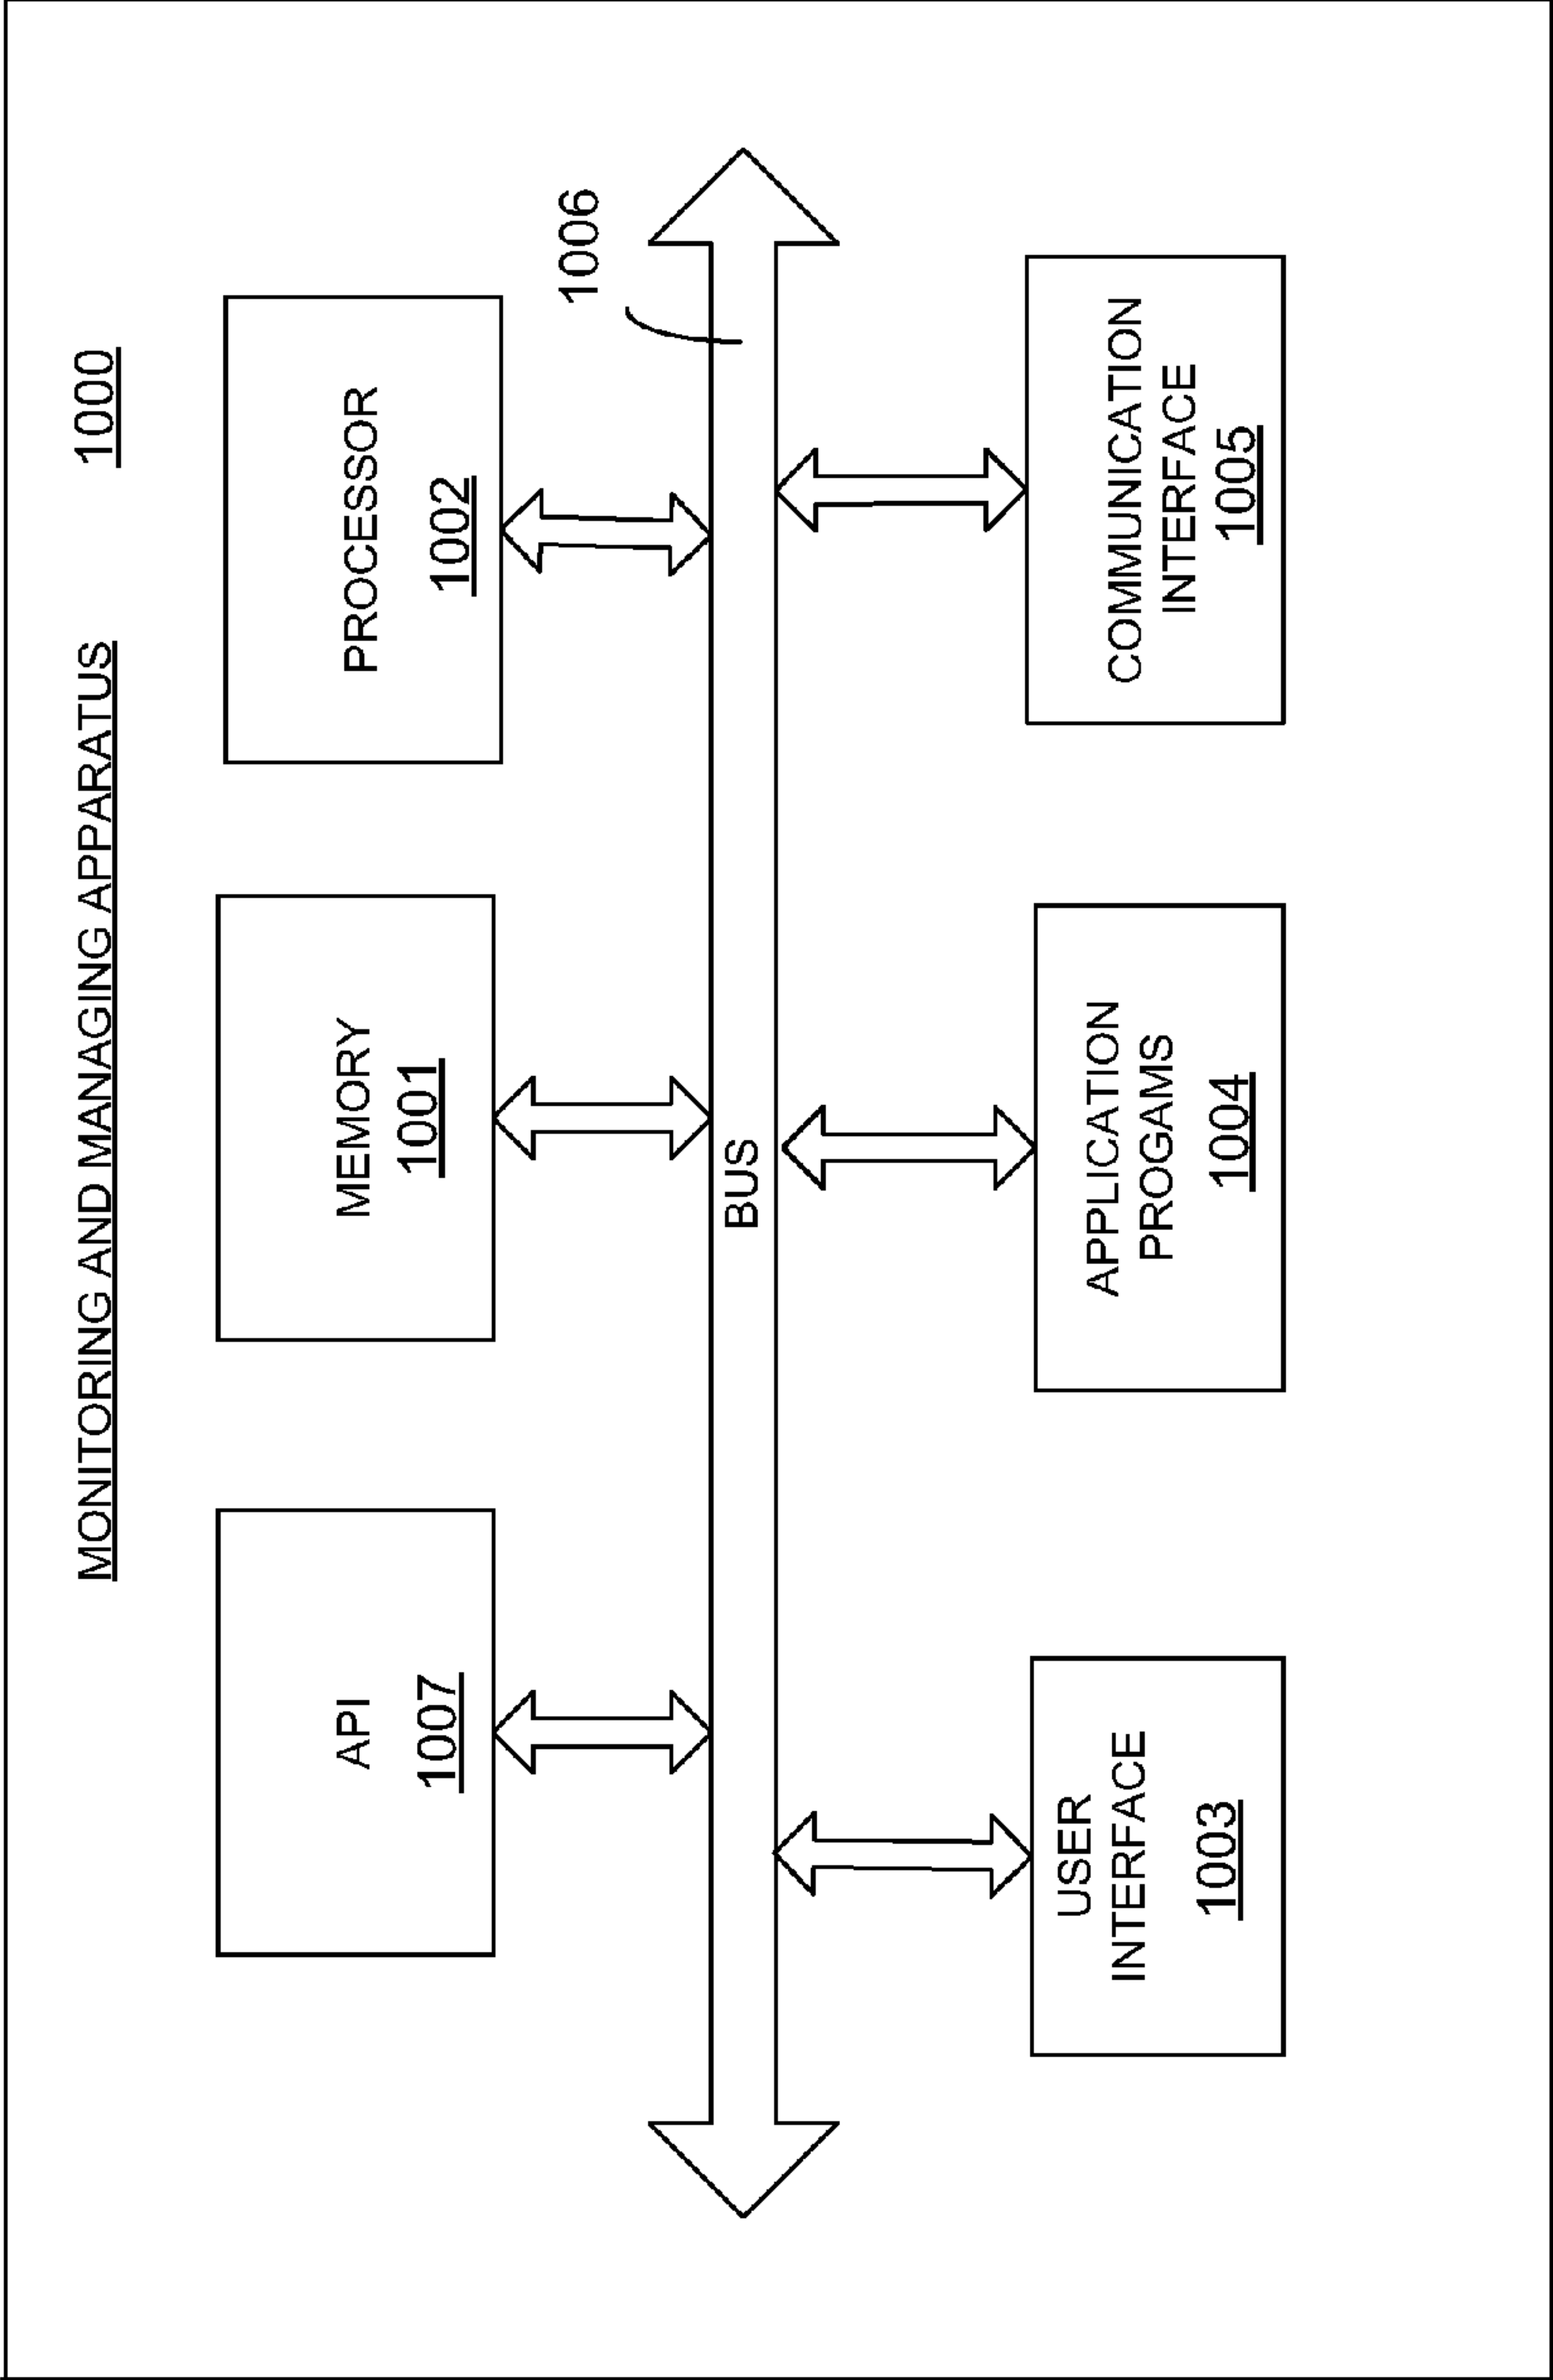 MONITORING AND MANAGING APPARATUS
1000
API
1007
MEMORY
1001
PROCESSOR
1002
1006
BUS
USER
INTERFACE
1003
APPLICATION
PROGAMS
1004
COMMUNICATION
INTERFACE
1005